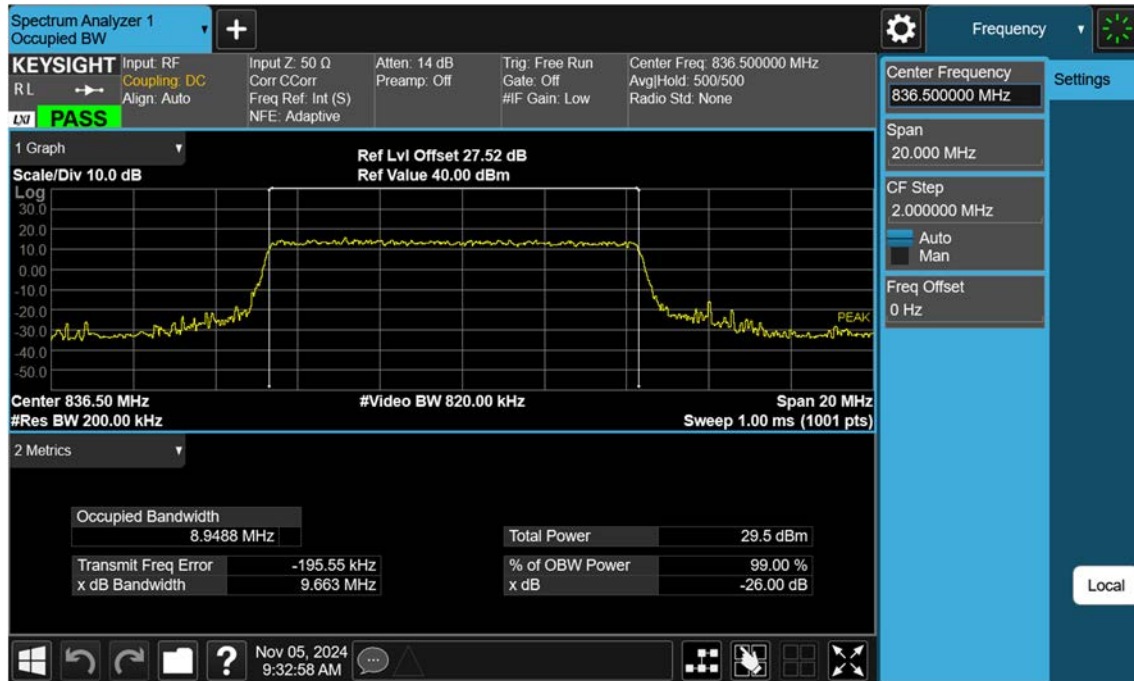 Spectrum Analyzer 1
Occupied BW
+
Frequency
KEYSIGHT
RL
LXI PASS
Input: RF
Coupling: DC
Align: Auto
Input Z: 50 Ω
Corr CCorr
Freq Ref: Int (S)
NFE: Adaptive
Atten: 14 dB
Preamp: Off
Trig: Free Run
Gate: Off
#IF Gain: Low
Center Freq: 836.500000 MHz
Avg|Hold: 500/500
Radio Std: None
1 Graph
Scale/Div 10.0 dB
Ref Lvl Offset 27.52 dB
Ref Value 40.00 dBm
Log
30.0
20.0
10.0
0.00
-10.0
-20.0
-30.0
-40.0
-50.0
PEAK
Center 836.50 MHz
#Video BW 820.00 kHz
Span 20 MHz
#Res BW 200.00 kHz
Sweep 1.00 ms (1001 pts)
2 Metrics
Occupied Bandwidth
8.9488 MHz
Total Power 29.5 dBm
Transmit Freq Error -195.55 kHz
% of OBW Power 99.00 %
x dB Bandwidth 9.663 MHz
x dB -26.00 dB
Center Frequency
836.500000 MHz
Settings
Span
20.000 MHz
CF Step
2.000000 MHz
Auto
Man
Freq Offset
0 Hz
Local
?
Nov 05, 2024
9:32:58 AM